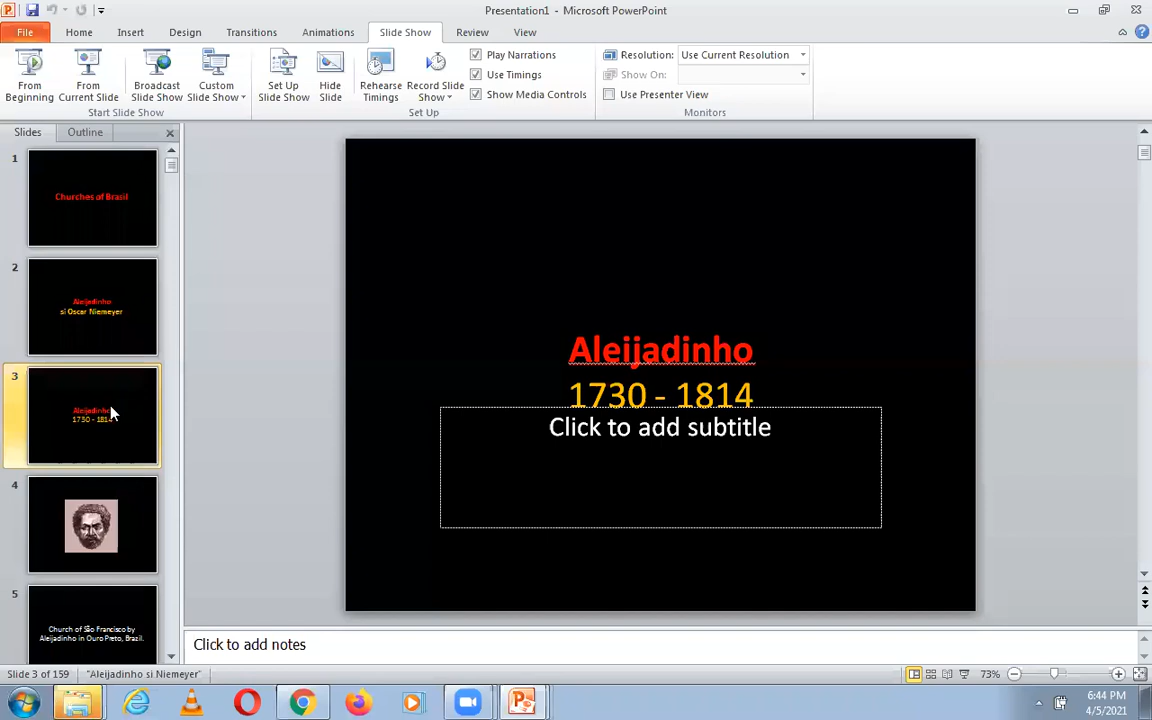 Presentation1 - Microsoft PowerPoint
File Home Insert Design Transitions Animations Slide Show Review View
From Beginning
From Current Slide
Broadcast Slide Show
Custom Slide Show
Set Up Slide Show
Hide Slide
Rehearse Timings
Record Slide Show
Play Narrations
Use Timings
Show Media Controls
Resolution: Use Current Resolution
Show On:
Use Presenter View
Start Slide Show
Set Up
Monitors
Slides Outline
1
Churches of Brasil
2
Aleijadinho
si Oscar Niemeyer
3
Aleijadinho
1730 - 1814
4
5
Church of São Francisco by
Aleijadinho in Ouro Preto, Brazil.
Aleijadinho
1730 - 1814
Click to add subtitle
Click to add notes
Slide 3 of 159 "Aleijadinho si Niemeyer" 73%
6:44 PM
4/5/2021